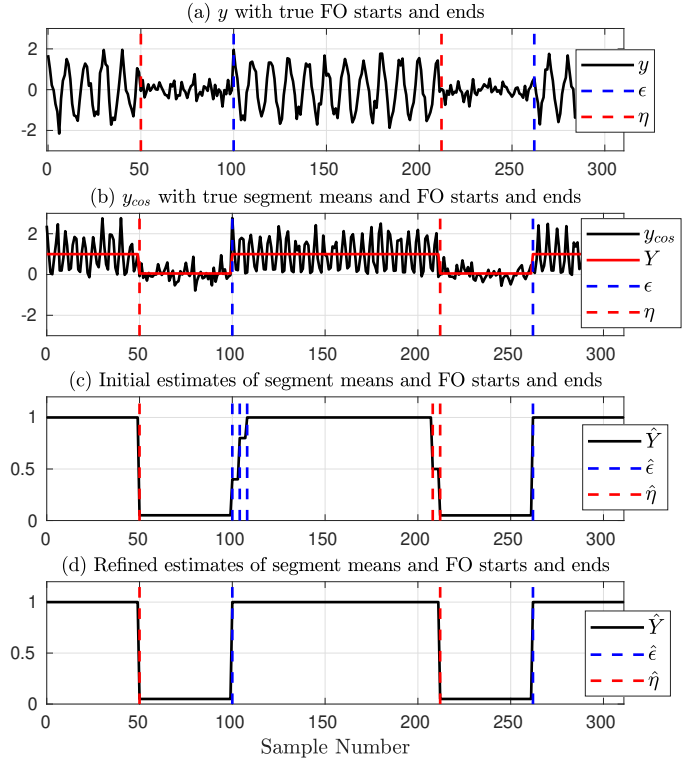 (a) y with true FO starts and ends
2
0
-2
y
ϵ
η
0 50 100 150 200 250 300
(b) y_cos with true segment means and FO starts and ends
2
0
-2
y_cos
Y
ϵ
η
0 50 100 150 200 250 300
(c) Initial estimates of segment means and FO starts and ends
1
0.5
0
Ŷ
ϵ̂
η̂
0 50 100 150 200 250 300
(d) Refined estimates of segment means and FO starts and ends
1
0.5
0
Ŷ
ϵ̂
η̂
0 50 100 150 200 250 300
Sample Number